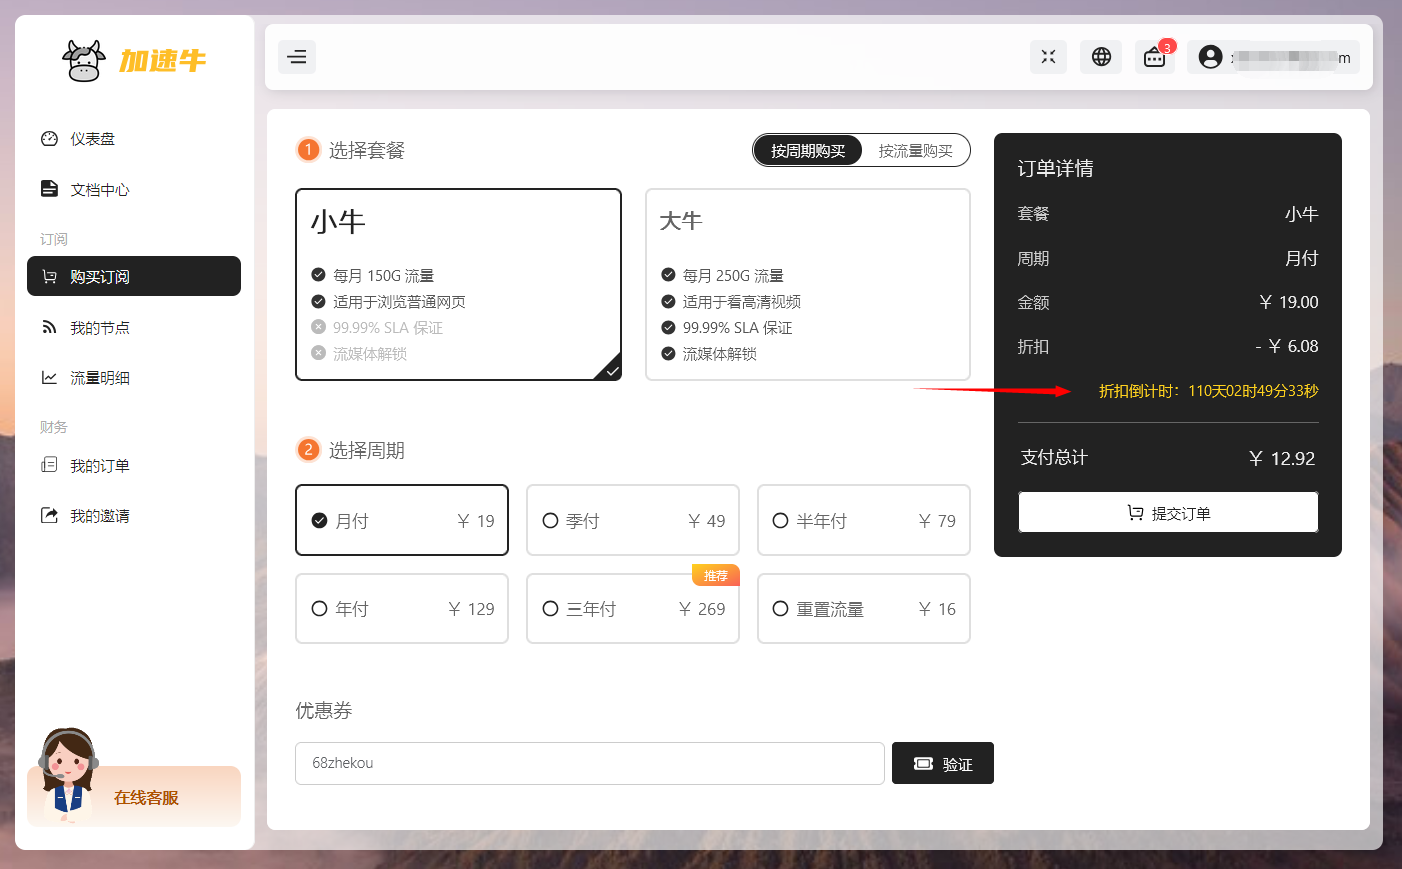 加速牛
仪表盘
文档中心
订阅
购买订阅
我的节点
流量明细
财务
我的订单
我的邀请
在线客服
3
m
1 选择套餐
按周期购买 按流量购买
小牛
每月 150G 流量
适用于浏览普通网页
99.99% SLA 保证
流媒体解锁
大牛
每月 250G 流量
适用于看高清视频
99.99% SLA 保证
流媒体解锁
2 选择周期
月付 ¥ 19
季付 ¥ 49
半年付 ¥ 79
年付 ¥ 129
推荐
三年付 ¥ 269
重置流量 ¥ 16
优惠券
68zhekou
验证
订单详情
套餐 小牛
周期 月付
金额 ¥ 19.00
折扣 - ¥ 6.08
折扣倒计时：110天02时49分33秒
支付总计 ¥ 12.92
提交订单